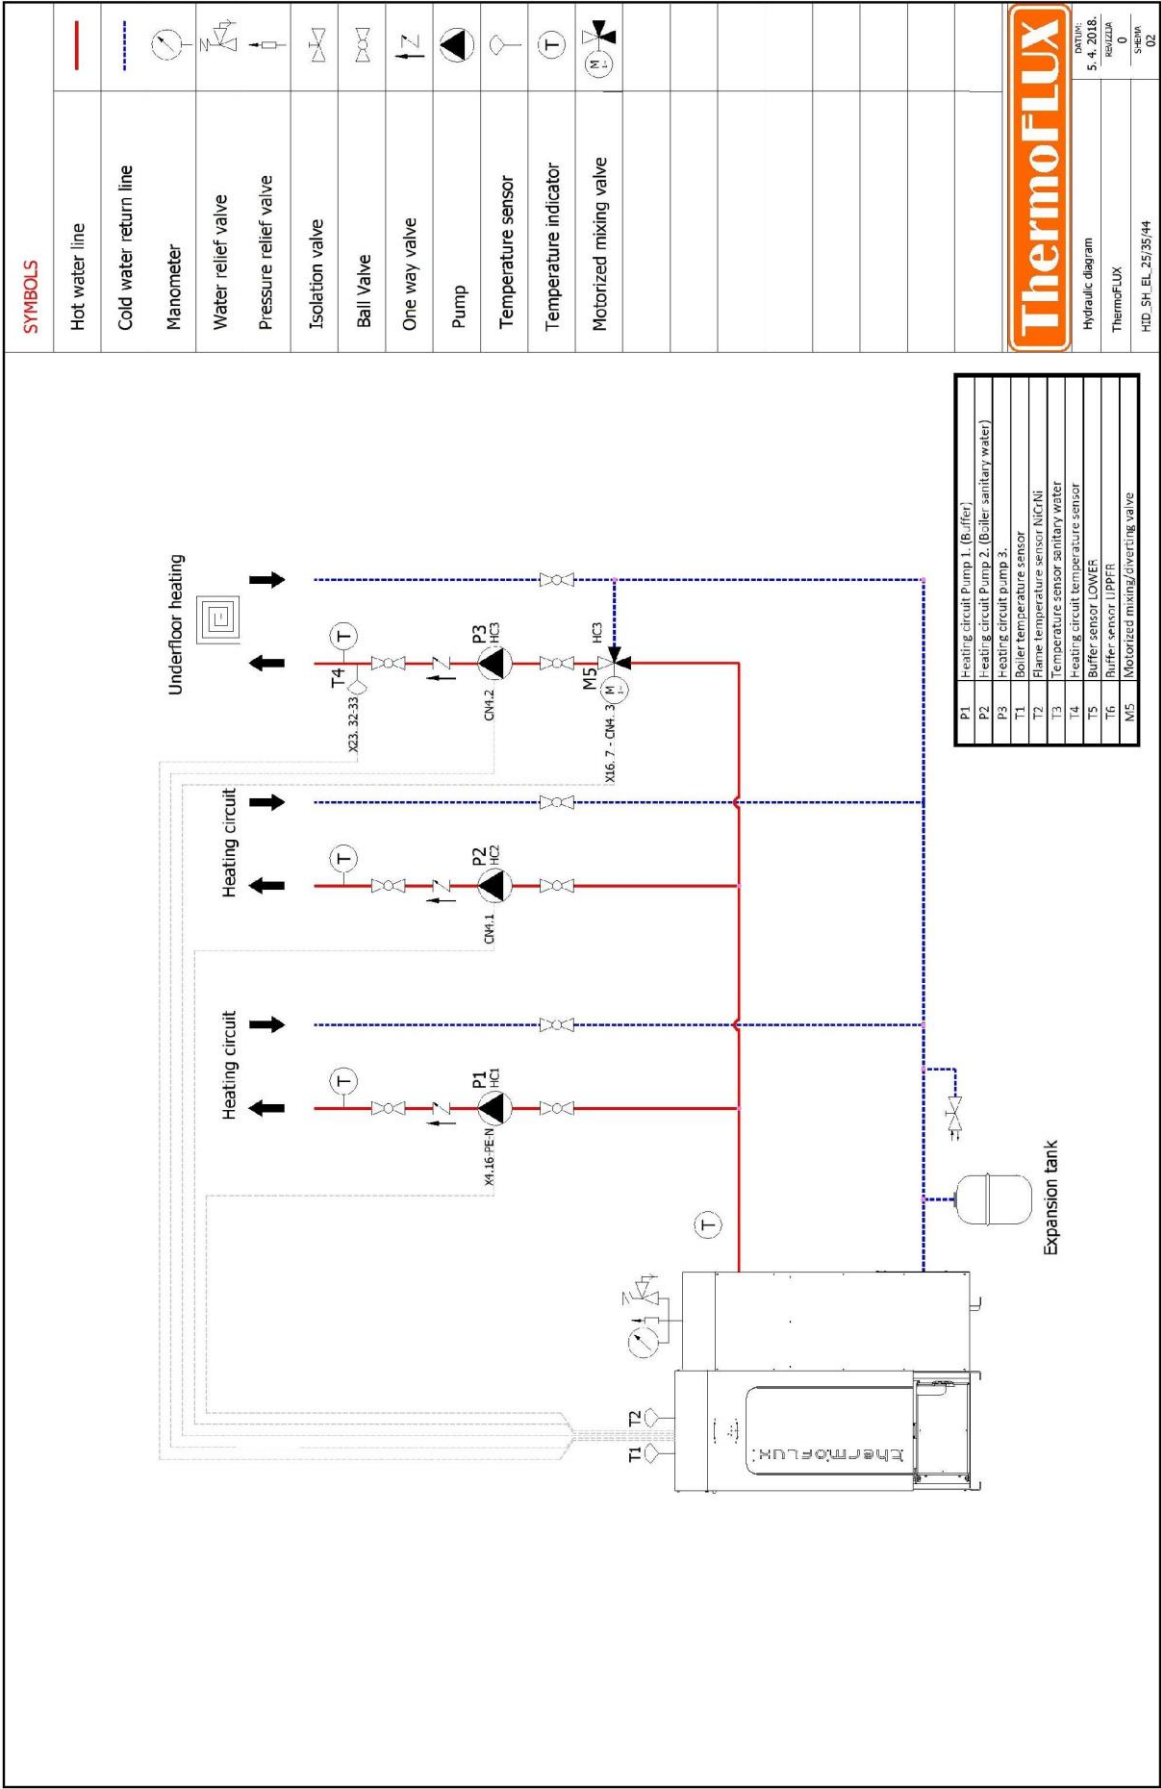 SYMBOLS
Hot water line
Cold water return line
Manometer
Water relief valve
Pressure relief valve
Isolation valve
Ball Valve
One way valve
Pump
Temperature sensor
T
Temperature indicator
M
1~
Motorized mixing valve
ThermoFLUX
Hydraulic diagram
DATUM:
5. 4. 2018.
ThermoFLUX
REVIZIJA
0
HID_SH_EL_25/35/44
SHEMA
02
Heating circuit
Heating circuit
Underfloor heating
T
T
T
T4
X23. 32-33
P1
HC1
X4.16-PE-N
P2
HC2
CN4.1
P3
HC3
CN4.2
M5
HC3
M
1~
X16. 7 - CN4. 3
T
T1
T2
thermoFLUX
Expansion tank
P1 Heating circuit Pump 1. (Buffer)
P2 Heating circuit Pump 2. (Boiler sanitary water)
P3 Heating circuit pump 3.
T1 Boiler temperature sensor
T2 Flame temperature sensor NiCrNi
T3 Temperature sensor sanitary water
T4 Heating circuit temperature sensor
T5 Buffer sensor LOWER
T6 Buffer sensor UPPER
M5 Motorized mixing/diverting valve